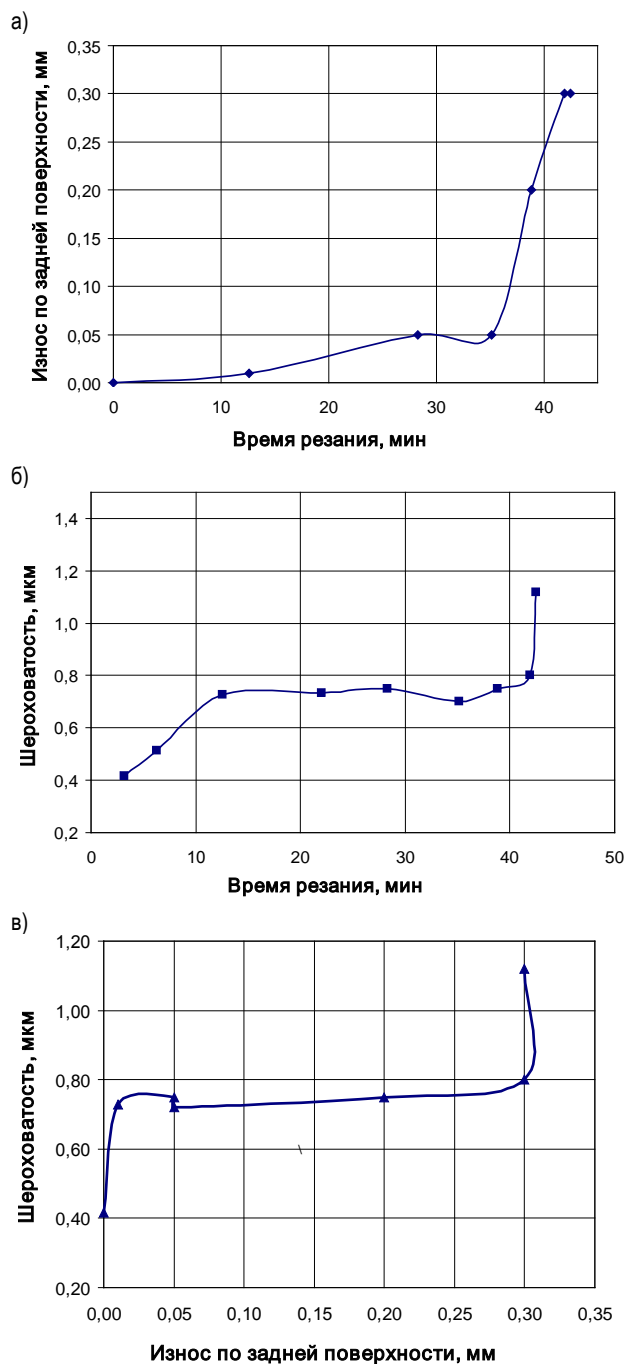 а)
Износ по задней поверхности, мм
0,35
0,30
0,25
0,20
0,15
0,10
0,05
0,00
0 10 20 30 40
Время резания, мин
б)
Шероховатость, мкм
1,4
1,2
1,0
0,8
0,6
0,4
0,2
0 10 20 30 40 50
Время резания, мин
в)
Шероховатость, мкм
1,20
1,00
0,80
0,60
0,40
0,20
0,00 0,05 0,10 0,15 0,20 0,25 0,30 0,35
Износ по задней поверхности, мм